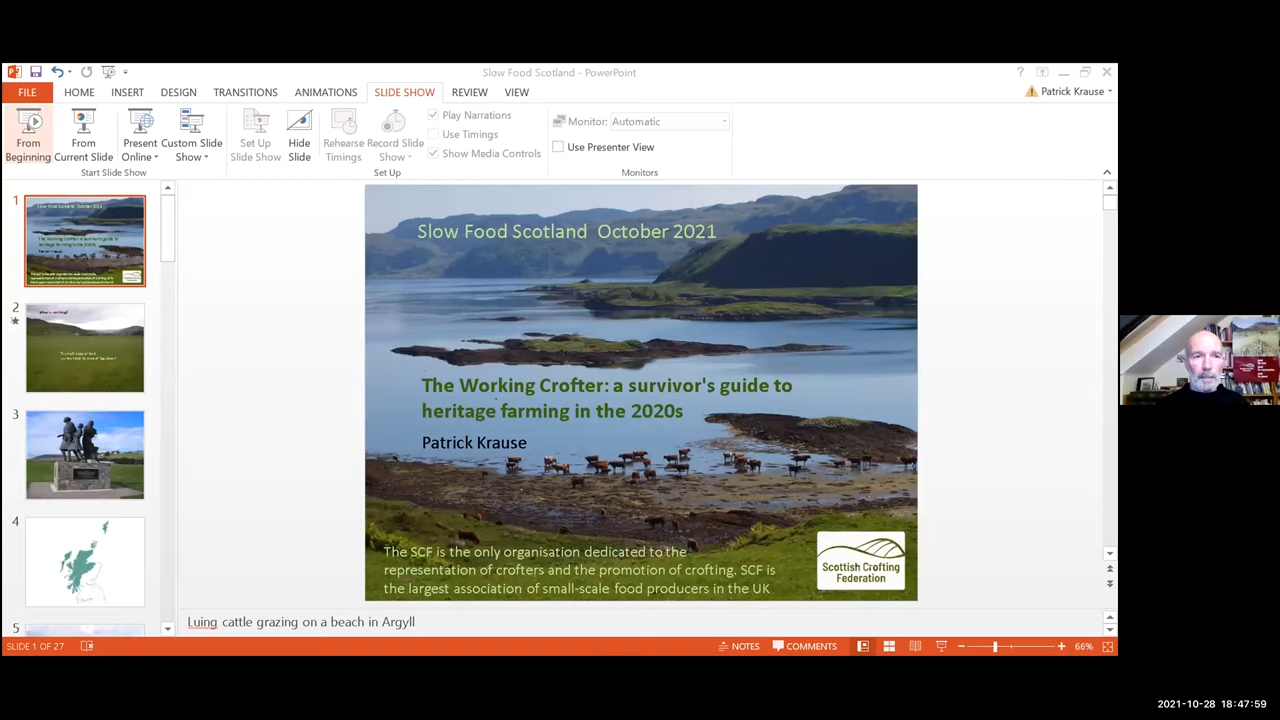 Slow Food Scotland - PowerPoint
FILE
HOME
INSERT
DESIGN
TRANSITIONS
ANIMATIONS
SLIDE SHOW
REVIEW
VIEW
Patrick Krause
From Beginning
From Current Slide
Present Online
Custom Slide Show
Start Slide Show
Set Up Slide Show
Hide Slide
Rehearse Timings
Record Slide Show
Play Narrations
Use Timings
Show Media Controls
Set Up
Monitor: Automatic
Use Presenter View
Monitors
1
2
3
4
5
Slow Food Scotland October 2021
The Working Crofter: a survivor's guide to
heritage farming in the 2020s
Patrick Krause
The SCF is the only organisation dedicated to the
representation of crofters and the promotion of crofting. SCF is
the largest association of small-scale food producers in the UK
Scottish Crofting
Federation
Luing cattle grazing on a beach in Argyll
SLIDE 1 OF 27
NOTES
COMMENTS
66%
2021-10-28 18:47:59